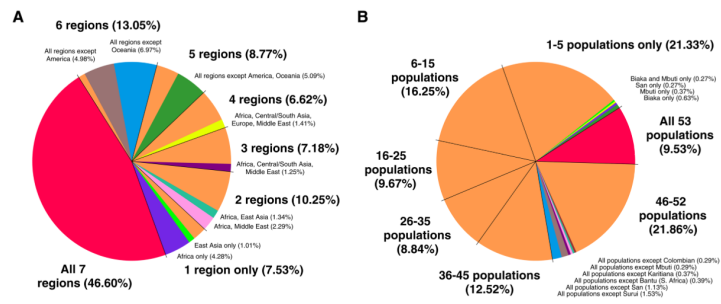 A
6 regions (13.05%)
All regions except
Oceania (6.97%)
All regions except
America (4.98%)
5 regions (8.77%)
All regions except America, Oceania (5.09%)
4 regions (6.62%)
Africa, Central/South Asia,
Europe, Middle East (1.41%)
3 regions (7.18%)
Africa, Central/South Asia,
Middle East (1.25%)
2 regions (10.25%)
Africa, East Asia (1.34%)
Africa, Middle East (2.29%)
East Asia only (1.01%)
Africa only (4.28%)
1 region only (7.53%)
All 7
regions (46.60%)
B
1-5 populations only (21.33%)
Biaka and Mbuti only (0.27%)
San only (0.27%)
Mbuti only (0.37%)
Biaka only (0.63%)
All 53
populations
(9.53%)
46-52
populations
(21.86%)
All populations except Colombian (0.29%)
All populations except Mbuti (0.29%)
All populations except Karitiana (0.37%)
All populations except Bantu (S. Africa) (0.39%)
All populations except San (1.13%)
All populations except Surui (1.53%)
36-45 populations
(12.52%)
26-35
populations
(8.84%)
16-25
populations
(9.67%)
6-15
populations
(16.25%)